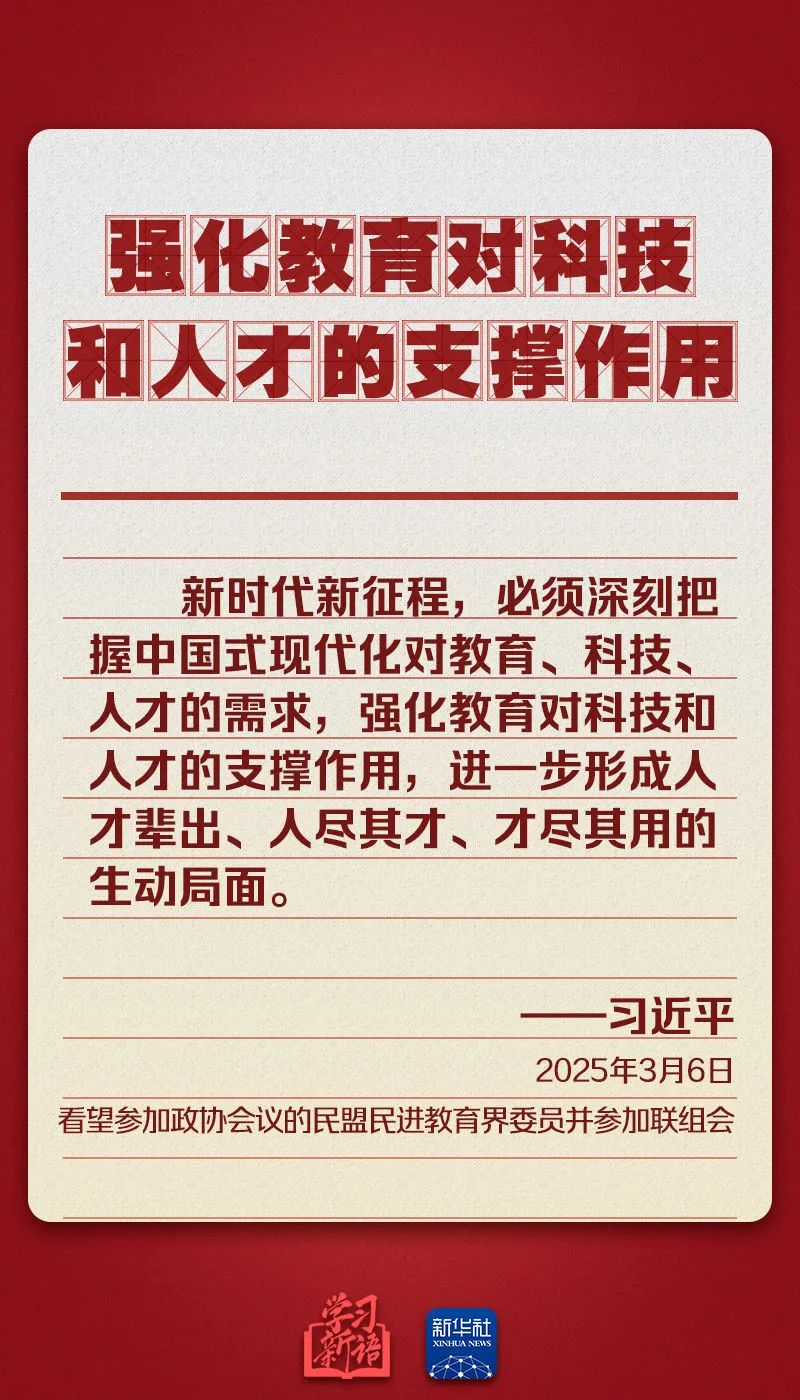 强化教育对科技
和人才的支撑作用
新时代新征程，必须深刻把
握中国式现代化对教育、科技、
人才的需求，强化教育对科技和
人才的支撑作用，进一步形成人
才辈出、人尽其才、才尽其用的
生动局面。
——习近平
2025年3月6日
看望参加政协会议的民盟民进教育界委员并参加联组会
学习
新语
新华社
XINHUA NEWS